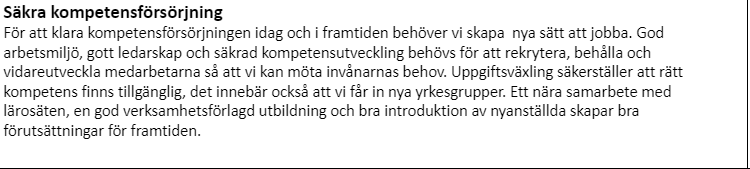 Säkra kompetensförsörjning
För att klara kompetensförsörjningen idag och i framtiden behöver vi skapa  nya sätt att jobba. God
arbetsmiljö, gott ledarskap och säkrad kompetensutveckling behövs för att rekrytera, behålla och
vidareutveckla medarbetarna så att vi kan möta invånarnas behov. Uppgiftsväxling säkerställer att rätt
kompetens finns tillgänglig, det innebär också att vi får in nya yrkesgrupper. Ett nära samarbete med
lärosäten, en god verksamhetsförlagd utbildning och bra introduktion av nyanställda skapar bra
förutsättningar för framtiden.